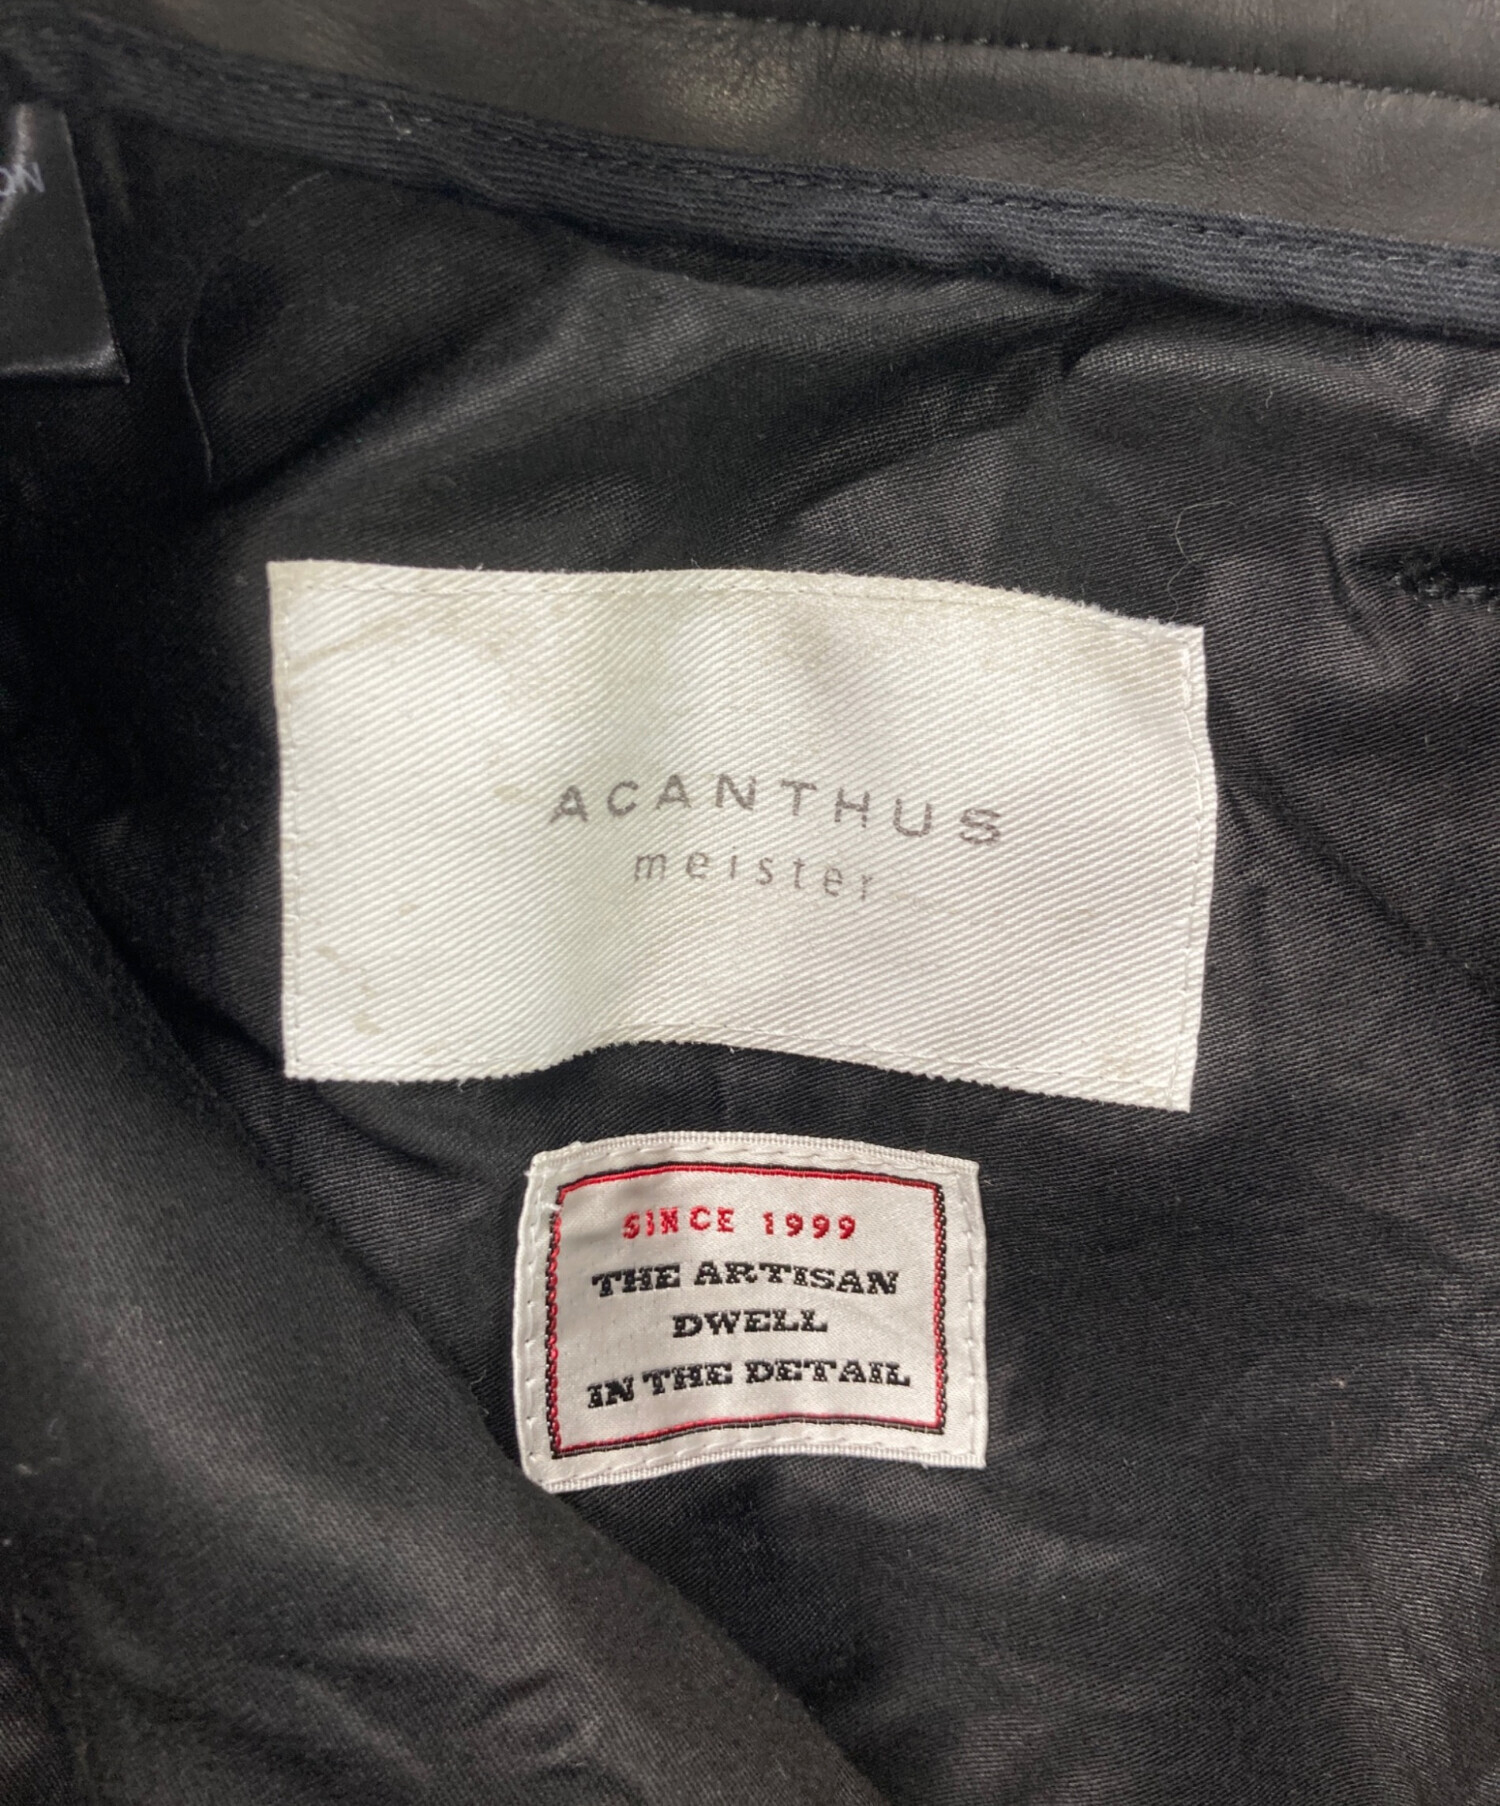 ACANTHUS
meister
SINCE 1999
THE ARTISAN
DWELL
IN THE DETAIL